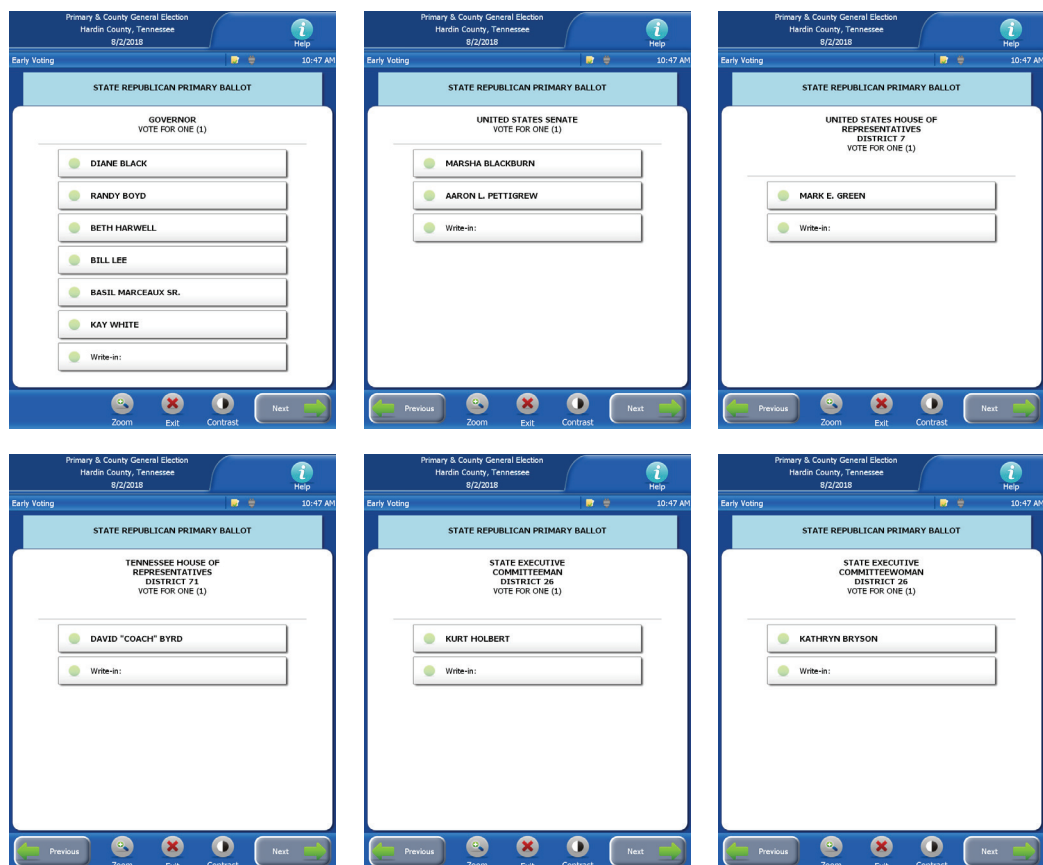 Primary & County General Election
Hardin County, Tennessee
8/2/2018
Help
Early Voting
10:47 AM
STATE REPUBLICAN PRIMARY BALLOT
GOVERNOR
VOTE FOR ONE (1)
DIANE BLACK
RANDY BOYD
BETH HARWELL
BILL LEE
BASIL MARCEAUX SR.
KAY WHITE
Write-in:
Zoom
Exit
Contrast
Next
Primary & County General Election
Hardin County, Tennessee
8/2/2018
Help
Early Voting
10:47 AM
STATE REPUBLICAN PRIMARY BALLOT
UNITED STATES SENATE
VOTE FOR ONE (1)
MARSHA BLACKBURN
AARON L. PETTIGREW
Write-in:
Previous
Zoom
Exit
Contrast
Next
Primary & County General Election
Hardin County, Tennessee
8/2/2018
Help
Early Voting
10:47 AM
STATE REPUBLICAN PRIMARY BALLOT
UNITED STATES HOUSE OF
REPRESENTATIVES
DISTRICT 7
VOTE FOR ONE (1)
MARK E. GREEN
Write-in:
Previous
Zoom
Exit
Contrast
Next
Primary & County General Election
Hardin County, Tennessee
8/2/2018
Help
Early Voting
10:47 AM
STATE REPUBLICAN PRIMARY BALLOT
TENNESSEE HOUSE OF
REPRESENTATIVES
DISTRICT 71
VOTE FOR ONE (1)
DAVID "COACH" BYRD
Write-in:
Previous
Zoom
Exit
Contrast
Next
Primary & County General Election
Hardin County, Tennessee
8/2/2018
Help
Early Voting
10:47 AM
STATE REPUBLICAN PRIMARY BALLOT
STATE EXECUTIVE
COMMITTEEMAN
DISTRICT 26
VOTE FOR ONE (1)
KURT HOLBERT
Write-in:
Previous
Zoom
Exit
Contrast
Next
Primary & County General Election
Hardin County, Tennessee
8/2/2018
Help
Early Voting
10:47 AM
STATE REPUBLICAN PRIMARY BALLOT
STATE EXECUTIVE
COMMITTEEWOMAN
DISTRICT 26
VOTE FOR ONE (1)
KATHRYN BRYSON
Write-in:
Previous
Zoom
Exit
Contrast
Next